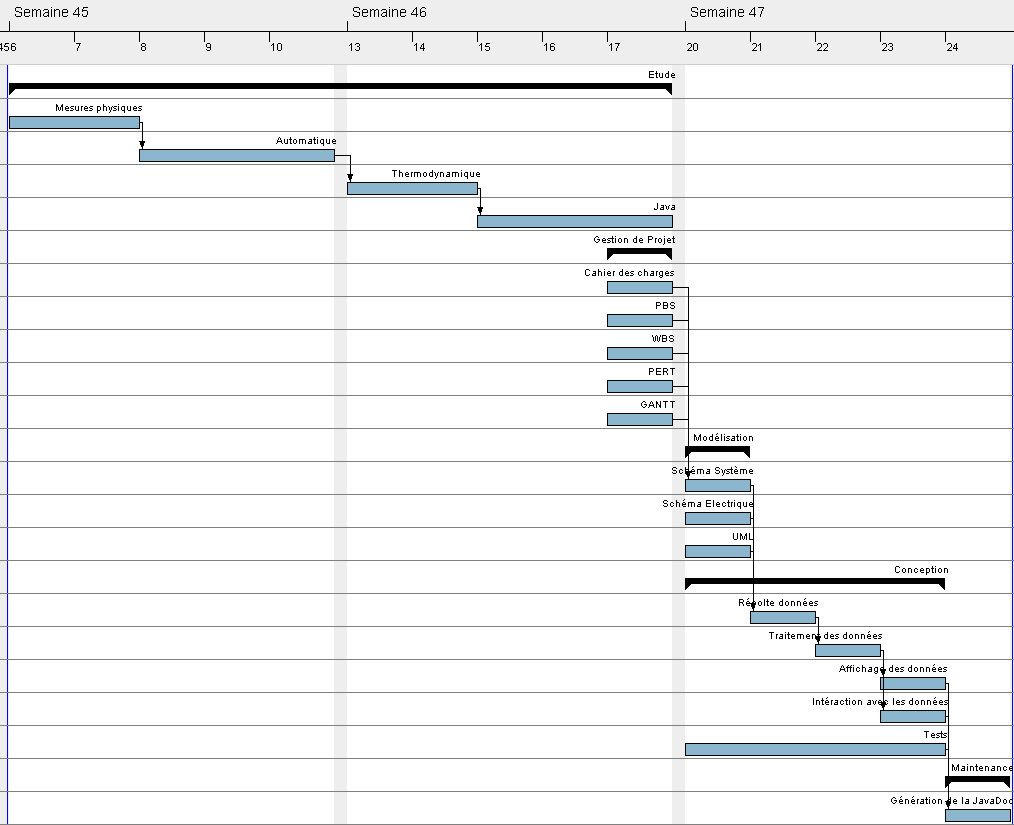 Semaine 45 Semaine 46 Semaine 47
456 7 8 9 10 13 14 15 16 17 20 21 22 23 24
Etude
Mesures physiques
Automatique
Thermodynamique
Java
Gestion de Projet
Cahier des charges
PBS
WBS
PERT
GANTT
Modélisation
Schéma Système
Schéma Electrique
UML
Conception
Récolte données
Traitement des données
Affichage des données
Intéraction avec les données
Tests
Maintenance
Génération de la JavaDoc